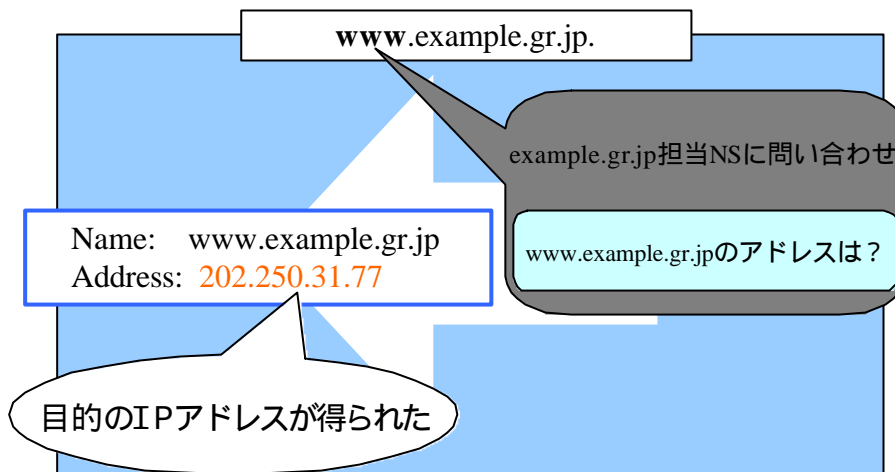 www.example.gr.jp.
example.gr.jp担当NSに問い合わせ
www.example.gr.jpのアドレスは？
Name: www.example.gr.jp
Address: 202.250.31.77
目的のIPアドレスが得られた